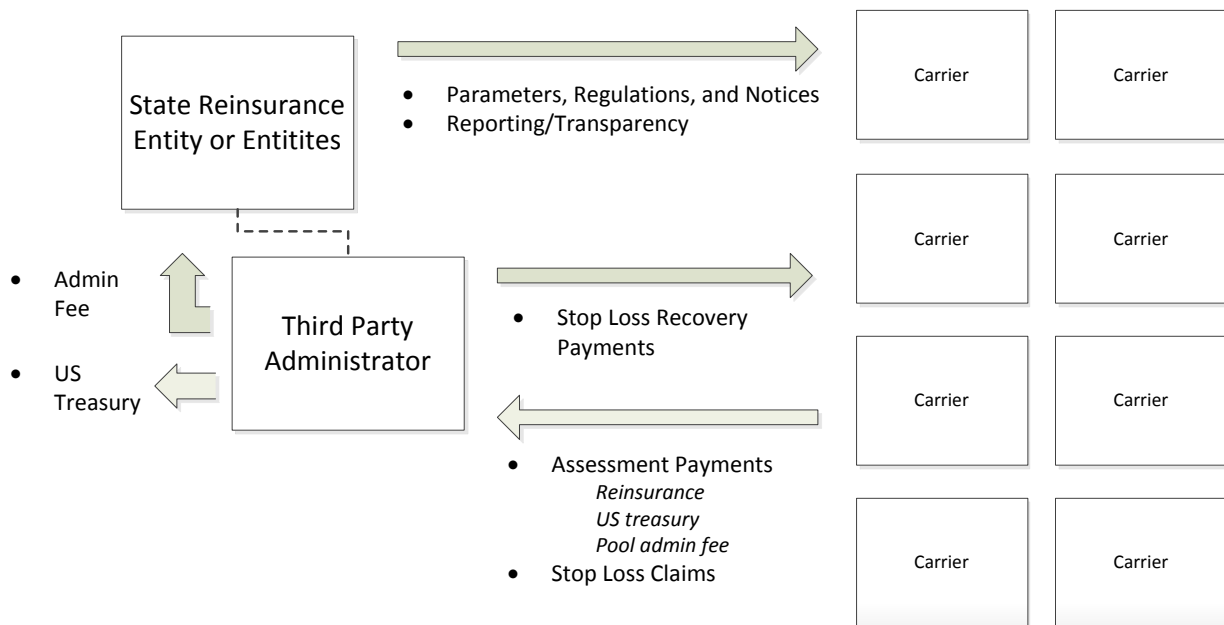 State Reinsurance
Entity or Entitites
• Parameters, Regulations, and Notices
• Reporting/Transparency
Carrier
Carrier
Carrier
Carrier
• Admin
Fee
• US
Treasury
Third Party
Administrator
• Stop Loss Recovery
Payments
• Assessment Payments
Reinsurance
US treasury
Pool admin fee
• Stop Loss Claims
Carrier
Carrier
Carrier
Carrier